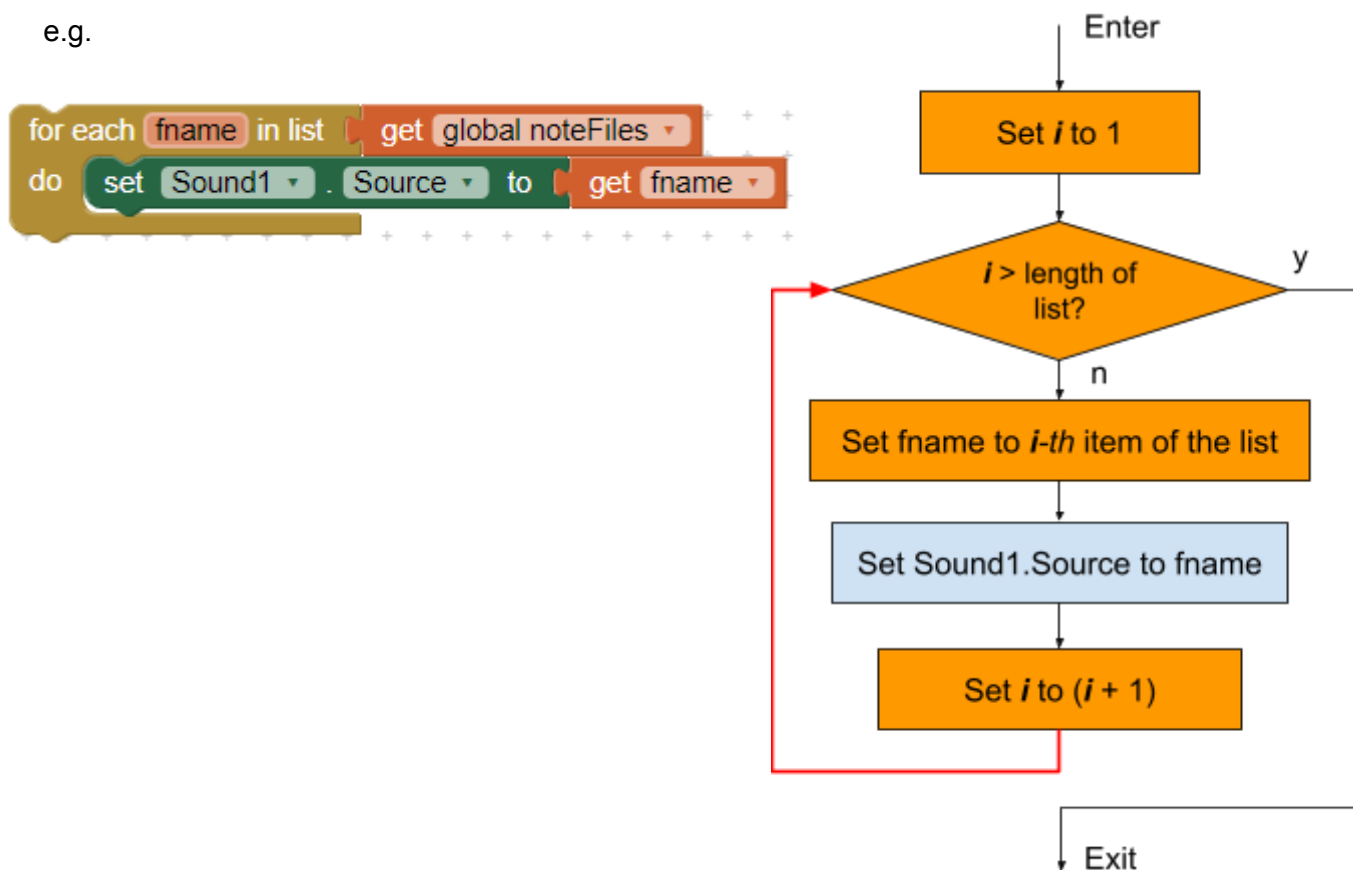 e.g.
for each fname in list get global noteFiles
do set Sound1 . Source to get fname
Enter
Set i to 1
i > length of
list?
y
n
Set fname to i-th item of the list
Set Sound1.Source to fname
Set i to (i + 1)
Exit